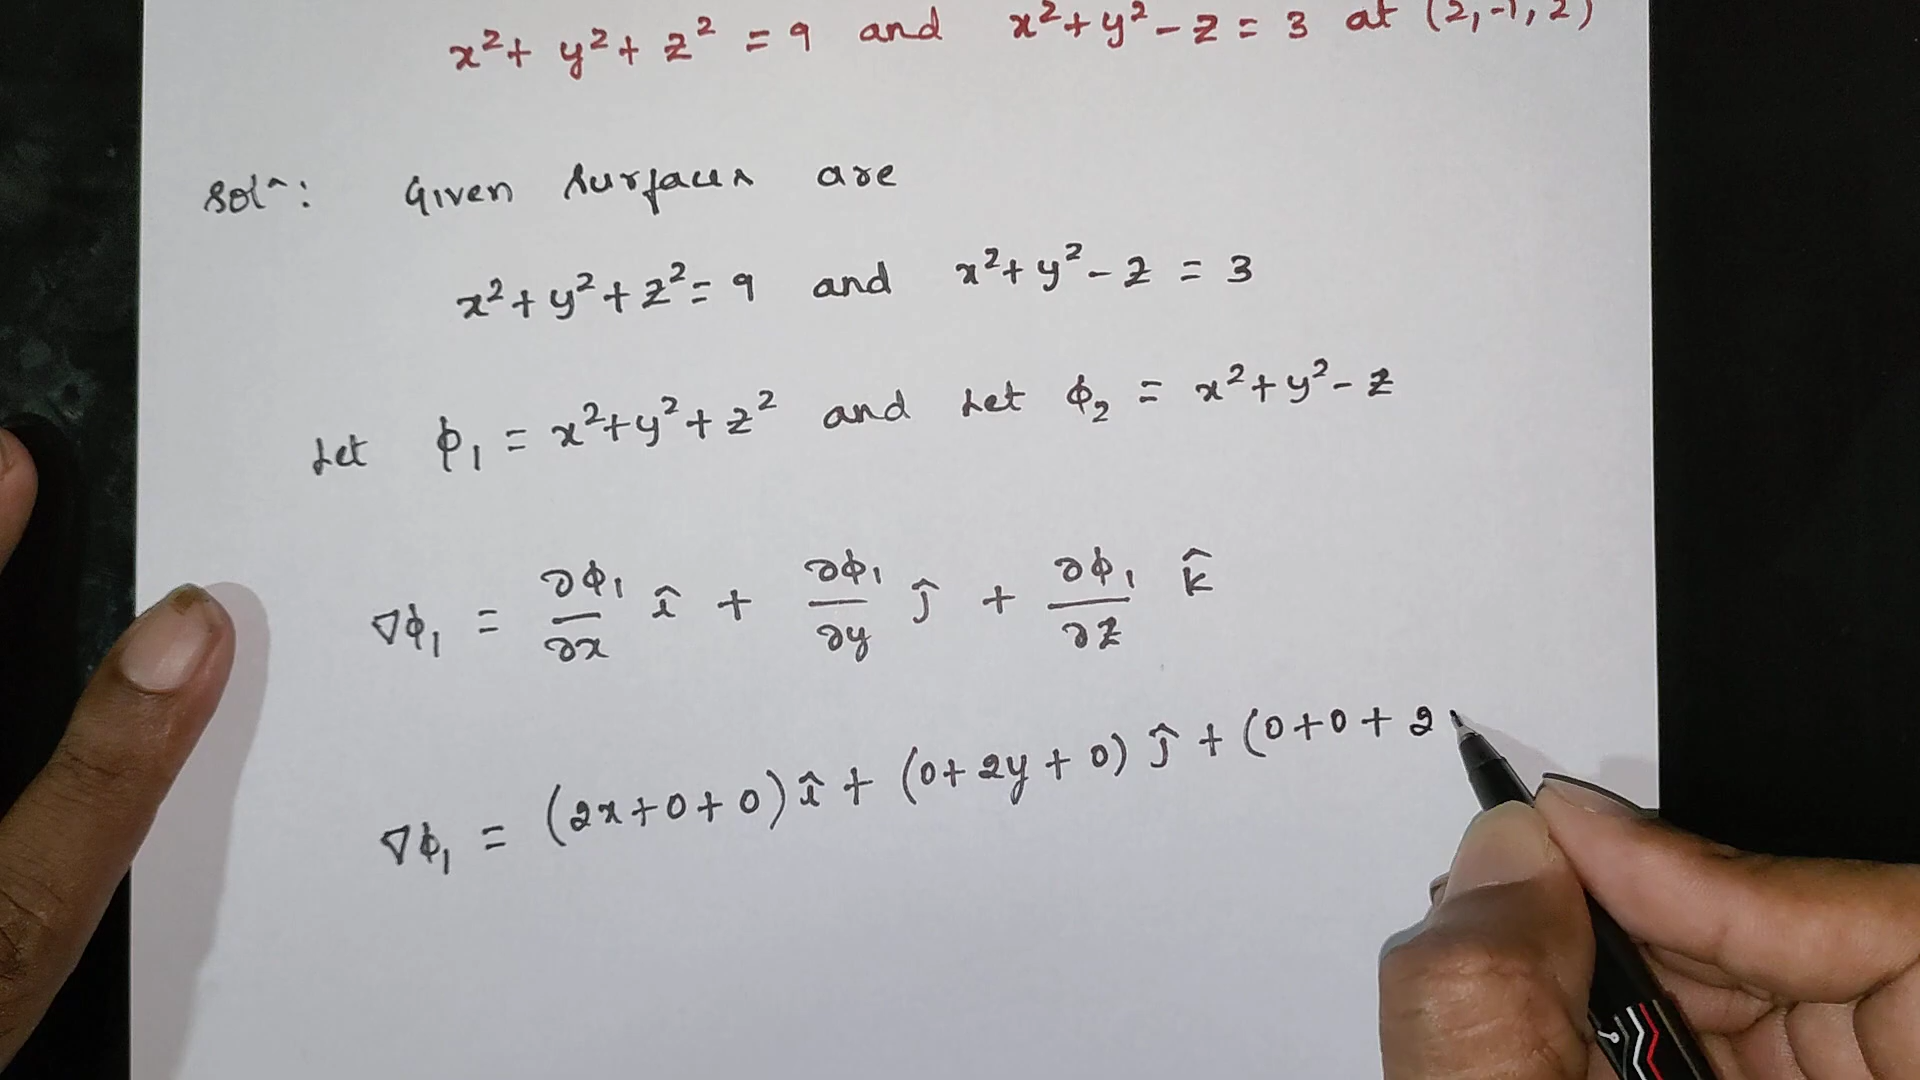 x²+ y²+ z² = 9 and x²+y²-z = 3 at (2,-1,2)
Solⁿ: Given Surfaces are
x²+y²+z²= 9 and x²+y²-z = 3
Let ϕ₁ = x²+y²+z² and Let ϕ₂ = x²+y²-z
∇ϕ₁ = ∂ϕ₁/∂x î + ∂ϕ₁/∂y ĵ + ∂ϕ₁/∂z k̂
∇ϕ₁ = (2x+0+0) î + (0+2y+0) ĵ + (0+0+2